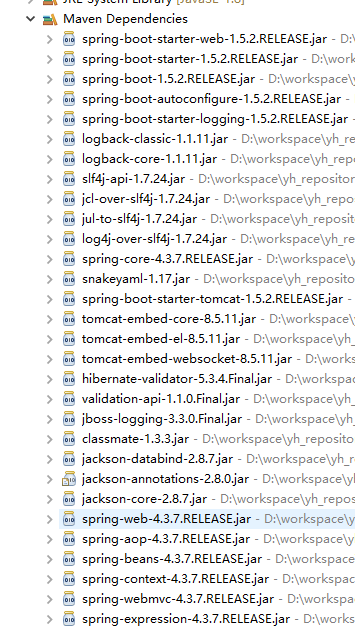 JRE System Library [JavaSE-1.8]
Maven Dependencies
spring-boot-starter-web-1.5.2.RELEASE.jar - D:\
spring-boot-starter-1.5.2.RELEASE.jar - D:\work
spring-boot-1.5.2.RELEASE.jar - D:\workspace\y
spring-boot-autoconfigure-1.5.2.RELEASE.jar - D
spring-boot-starter-logging-1.5.2.RELEASE.jar -
logback-classic-1.1.11.jar - D:\workspace\yh_rep
logback-core-1.1.11.jar - D:\workspace\yh_repo
slf4j-api-1.7.24.jar - D:\workspace\yh_repositor
jcl-over-slf4j-1.7.24.jar - D:\workspace\yh_repos
jul-to-slf4j-1.7.24.jar - D:\workspace\yh_reposit
log4j-over-slf4j-1.7.24.jar - D:\workspace\yh_re
spring-core-4.3.7.RELEASE.jar - D:\workspace\y
snakeyaml-1.17.jar - D:\workspace\yh_reposito
spring-boot-starter-tomcat-1.5.2.RELEASE.jar -
tomcat-embed-core-8.5.11.jar - D:\workspace\y
tomcat-embed-el-8.5.11.jar - D:\workspace\yh_
tomcat-embed-websocket-8.5.11.jar - D:\works
hibernate-validator-5.3.4.Final.jar - D:\workspac
validation-api-1.1.0.Final.jar - D:\workspace\yh_
jboss-logging-3.3.0.Final.jar - D:\workspace\yh_
classmate-1.3.3.jar - D:\workspace\yh_reposito
jackson-databind-2.8.7.jar - D:\workspace\yh_r
jackson-annotations-2.8.0.jar - D:\workspace\y
jackson-core-2.8.7.jar - D:\workspace\yh_repos
spring-web-4.3.7.RELEASE.jar - D:\workspace\y
spring-aop-4.3.7.RELEASE.jar - D:\workspace\y
spring-beans-4.3.7.RELEASE.jar - D:\workspace\
spring-context-4.3.7.RELEASE.jar - D:\workspac
spring-webmvc-4.3.7.RELEASE.jar - D:\workspa
spring-expression-4.3.7.RELEASE.jar - D:\works